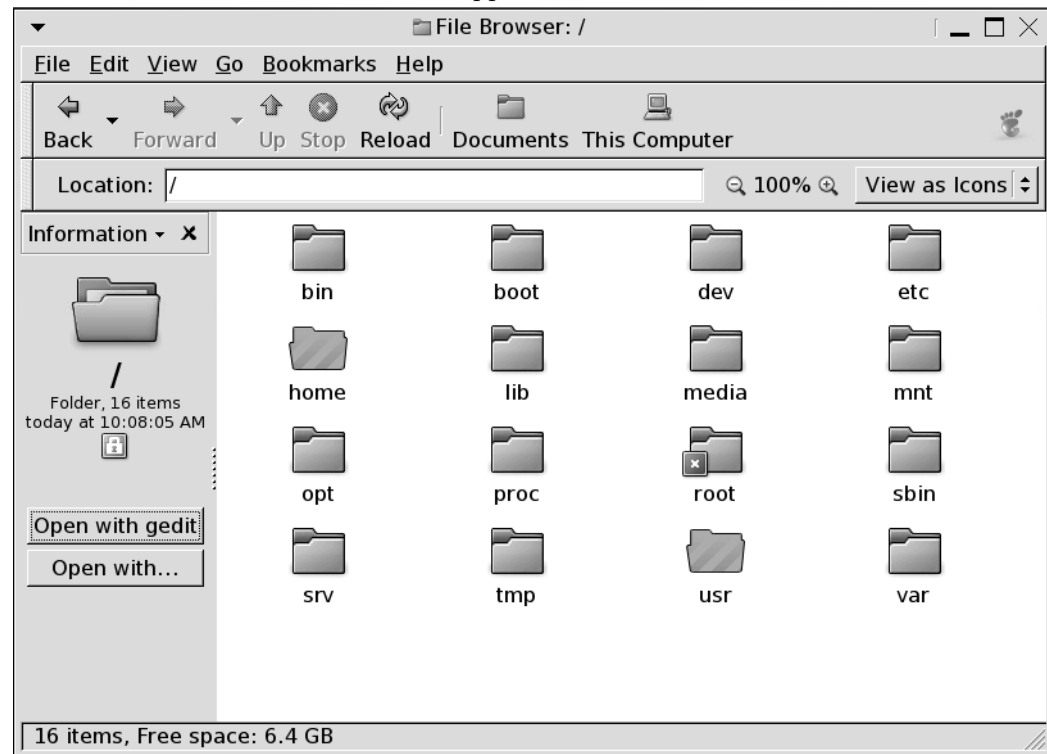 File Browser: /
File Edit View Go Bookmarks Help
Back Forward Up Stop Reload Documents This Computer
Location: / 100% View as Icons
Information
/
Folder, 16 items
today at 10:08:05 AM
Open with gedit
Open with...
bin boot dev etc
home lib media mnt
opt proc root sbin
srv tmp usr var
16 items, Free space: 6.4 GB